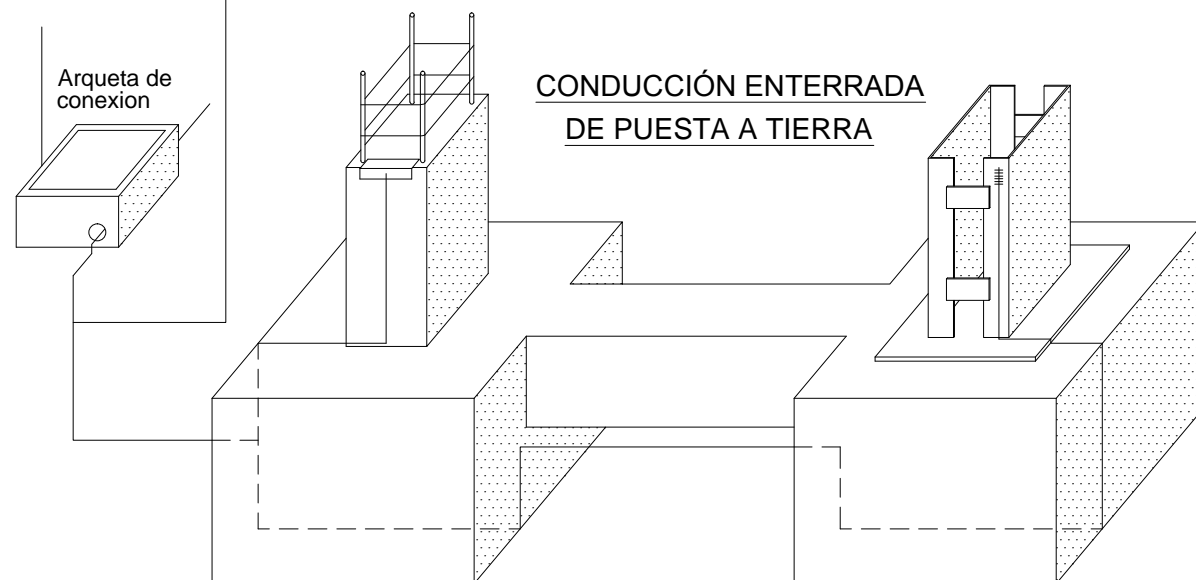 Arqueta de
conexion
CONDUCCIÓN ENTERRADA
DE PUESTA A TIERRA